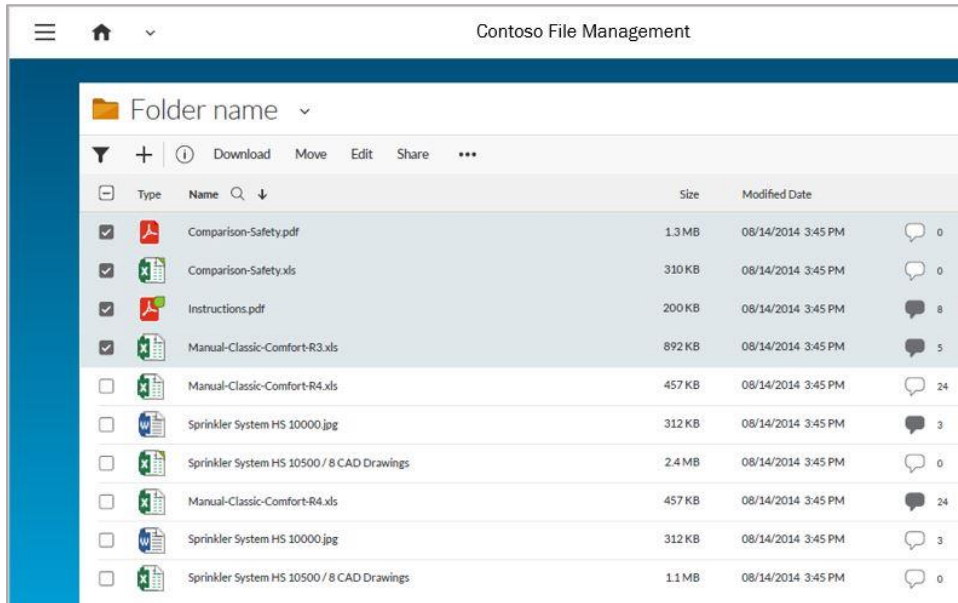 Contoso File Management
Folder name
Download Move Edit Share
Type Name Size Modified Date
Comparison-Safety.pdf 1.3 MB 08/14/2014 3:45 PM 0
Comparison-Safety.xls 310 KB 08/14/2014 3:45 PM 0
Instructions.pdf 200 KB 08/14/2014 3:45 PM 8
Manual-Classic-Comfort-R3.xls 892 KB 08/14/2014 3:45 PM 5
Manual-Classic-Comfort-R4.xls 457 KB 08/14/2014 3:45 PM 24
Sprinkler System HS 10000.jpg 312 KB 08/14/2014 3:45 PM 3
Sprinkler System HS 10500 / 8 CAD Drawings 2.4 MB 08/14/2014 3:45 PM 0
Manual-Classic-Comfort-R4.xls 457 KB 08/14/2014 3:45 PM 24
Sprinkler System HS 10000.jpg 312 KB 08/14/2014 3:45 PM 3
Sprinkler System HS 10500 / 8 CAD Drawings 1.1 MB 08/14/2014 3:45 PM 0